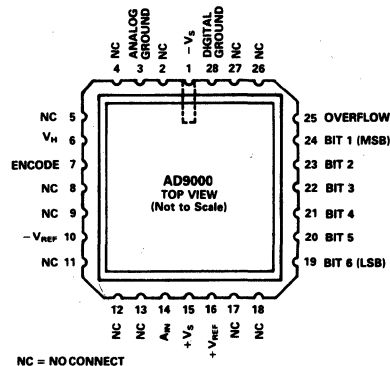 NC
ANALOG GROUND
NC
– VS
DIGITAL GROUND
NC
NC
4 3 2 1 28 27 26
NC 5
VH 6
ENCODE 7
NC 8
NC 9
– VREF 10
NC 11
25 OVERFLOW
24 BIT 1 (MSB)
23 BIT 2
22 BIT 3
21 BIT 4
20 BIT 5
19 BIT 6 (LSB)
AD9000
TOP VIEW
(Not to Scale)
12 13 14 15 16 17 18
NC
NC
AIN
+ VS
+ VREF
NC
NC
NC = NO CONNECT